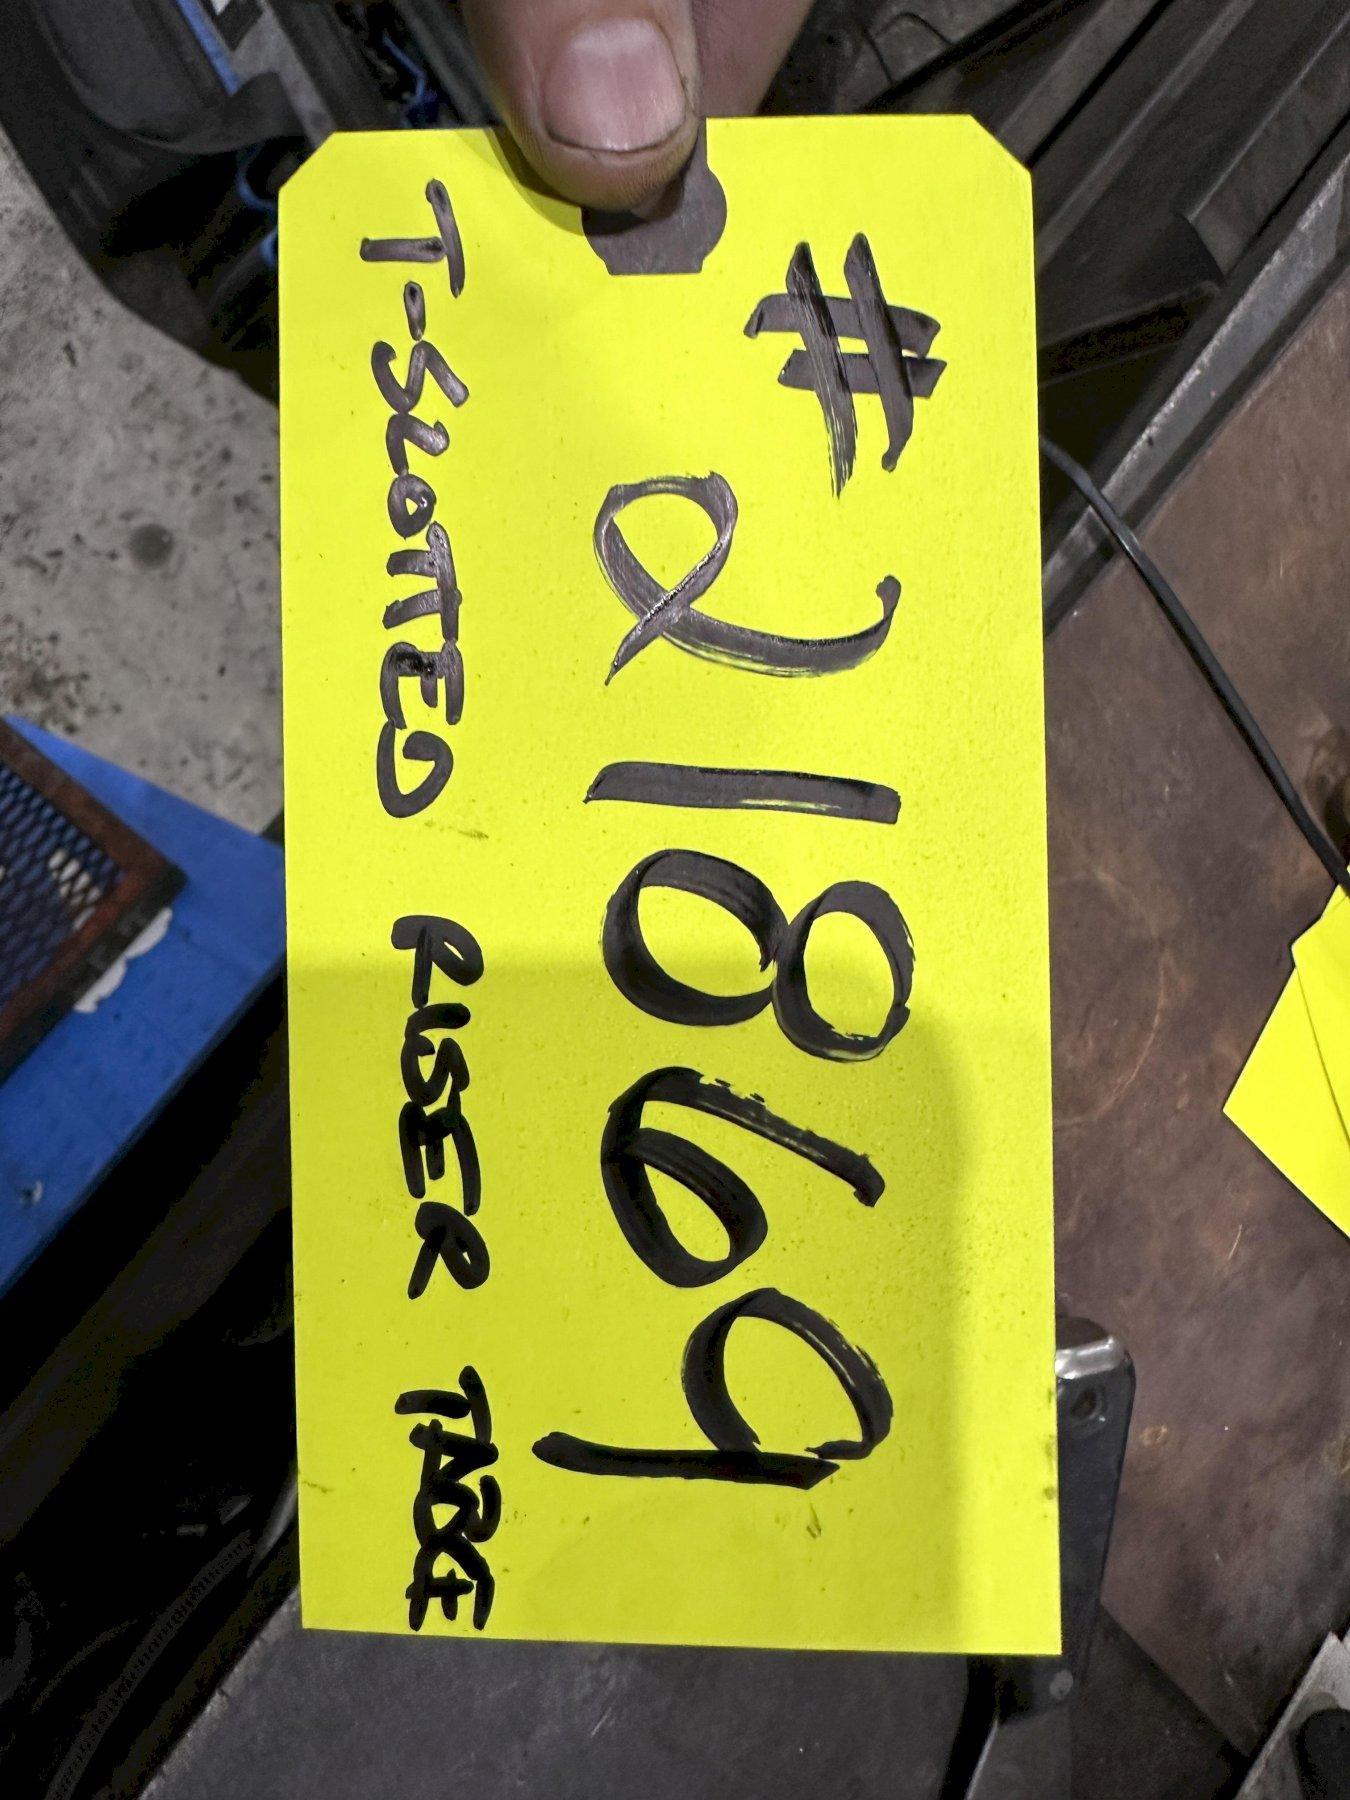 #21869
T-SLOTTED RISER TABLE